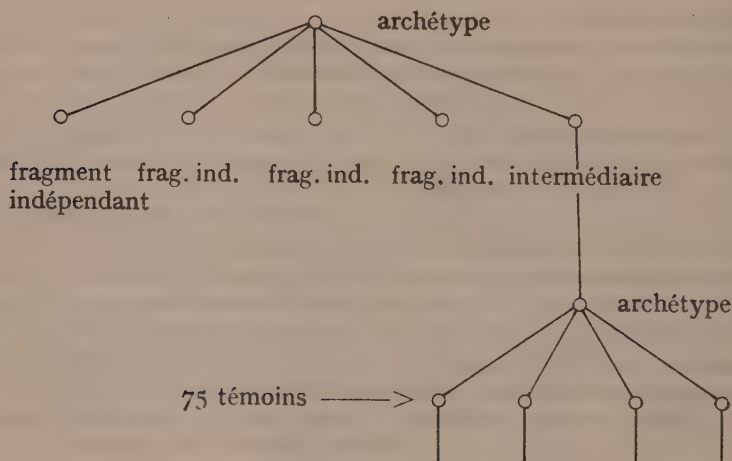 archétype
fragment frag. ind. frag. ind. frag. ind. intermédiaire
indépendant
archétype
75 témoins